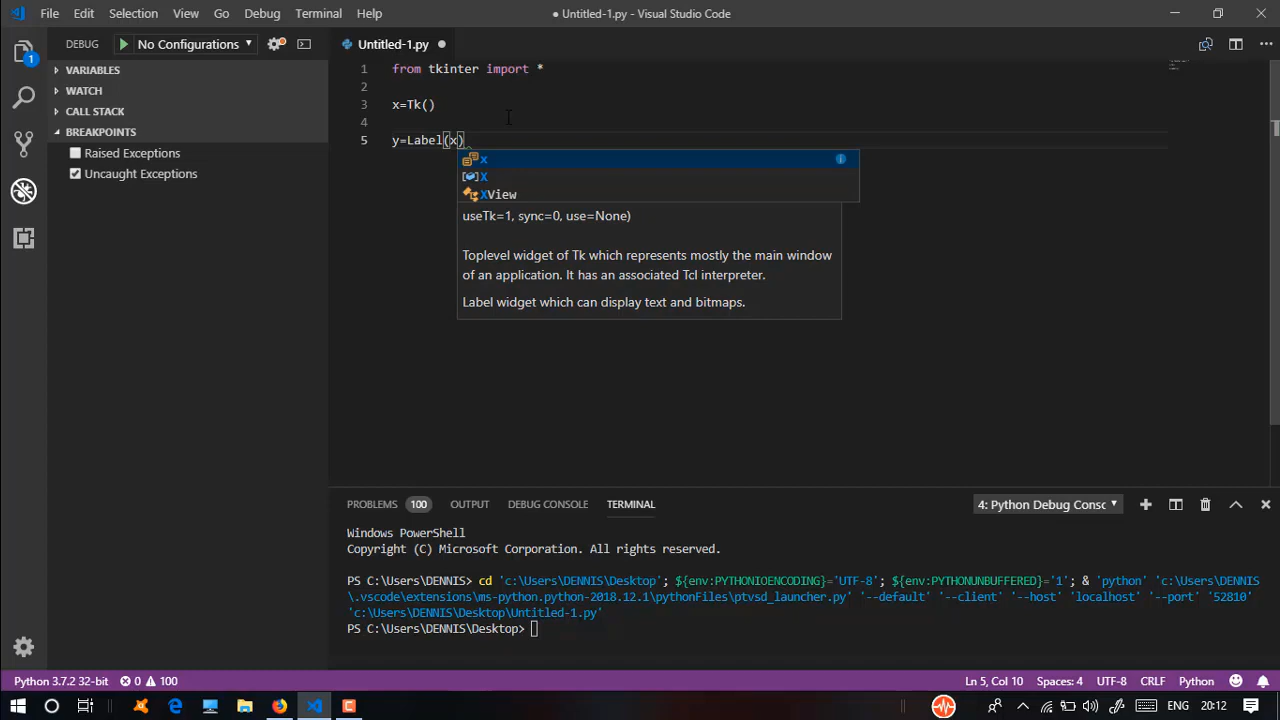 File Edit Selection View Go Debug Terminal Help
● Untitled-1.py - Visual Studio Code
DEBUG No Configurations
Untitled-1.py
1
VARIABLES
WATCH
CALL STACK
BREAKPOINTS
Raised Exceptions
Uncaught Exceptions
1 from tkinter import *
2
3 x=Tk()
4
5 y=Label(x)
x
X
XView
useTk=1, sync=0, use=None)
Toplevel widget of Tk which represents mostly the main window
of an application. It has an associated Tcl interpreter.
Label widget which can display text and bitmaps.
PROBLEMS 100 OUTPUT DEBUG CONSOLE TERMINAL 4: Python Debug Consc
Windows PowerShell
Copyright (C) Microsoft Corporation. All rights reserved.
PS C:\Users\DENNIS> cd 'c:\Users\DENNIS\Desktop'; ${env:PYTHONIOENCODING}='UTF-8'; ${env:PYTHONUNBUFFERED}='1'; & 'python' 'c:\Users\DENNIS
\.vscode\extensions\ms-python.python-2018.12.1\pythonFiles\ptvsd_launcher.py' '--default' '--client' '--host' 'localhost' '--port' '52810'
'c:\Users\DENNIS\Desktop\Untitled-1.py'
PS C:\Users\DENNIS\Desktop>
Python 3.7.2 32-bit 0 100 Ln 5, Col 10 Spaces: 4 UTF-8 CRLF Python
ENG 20:12